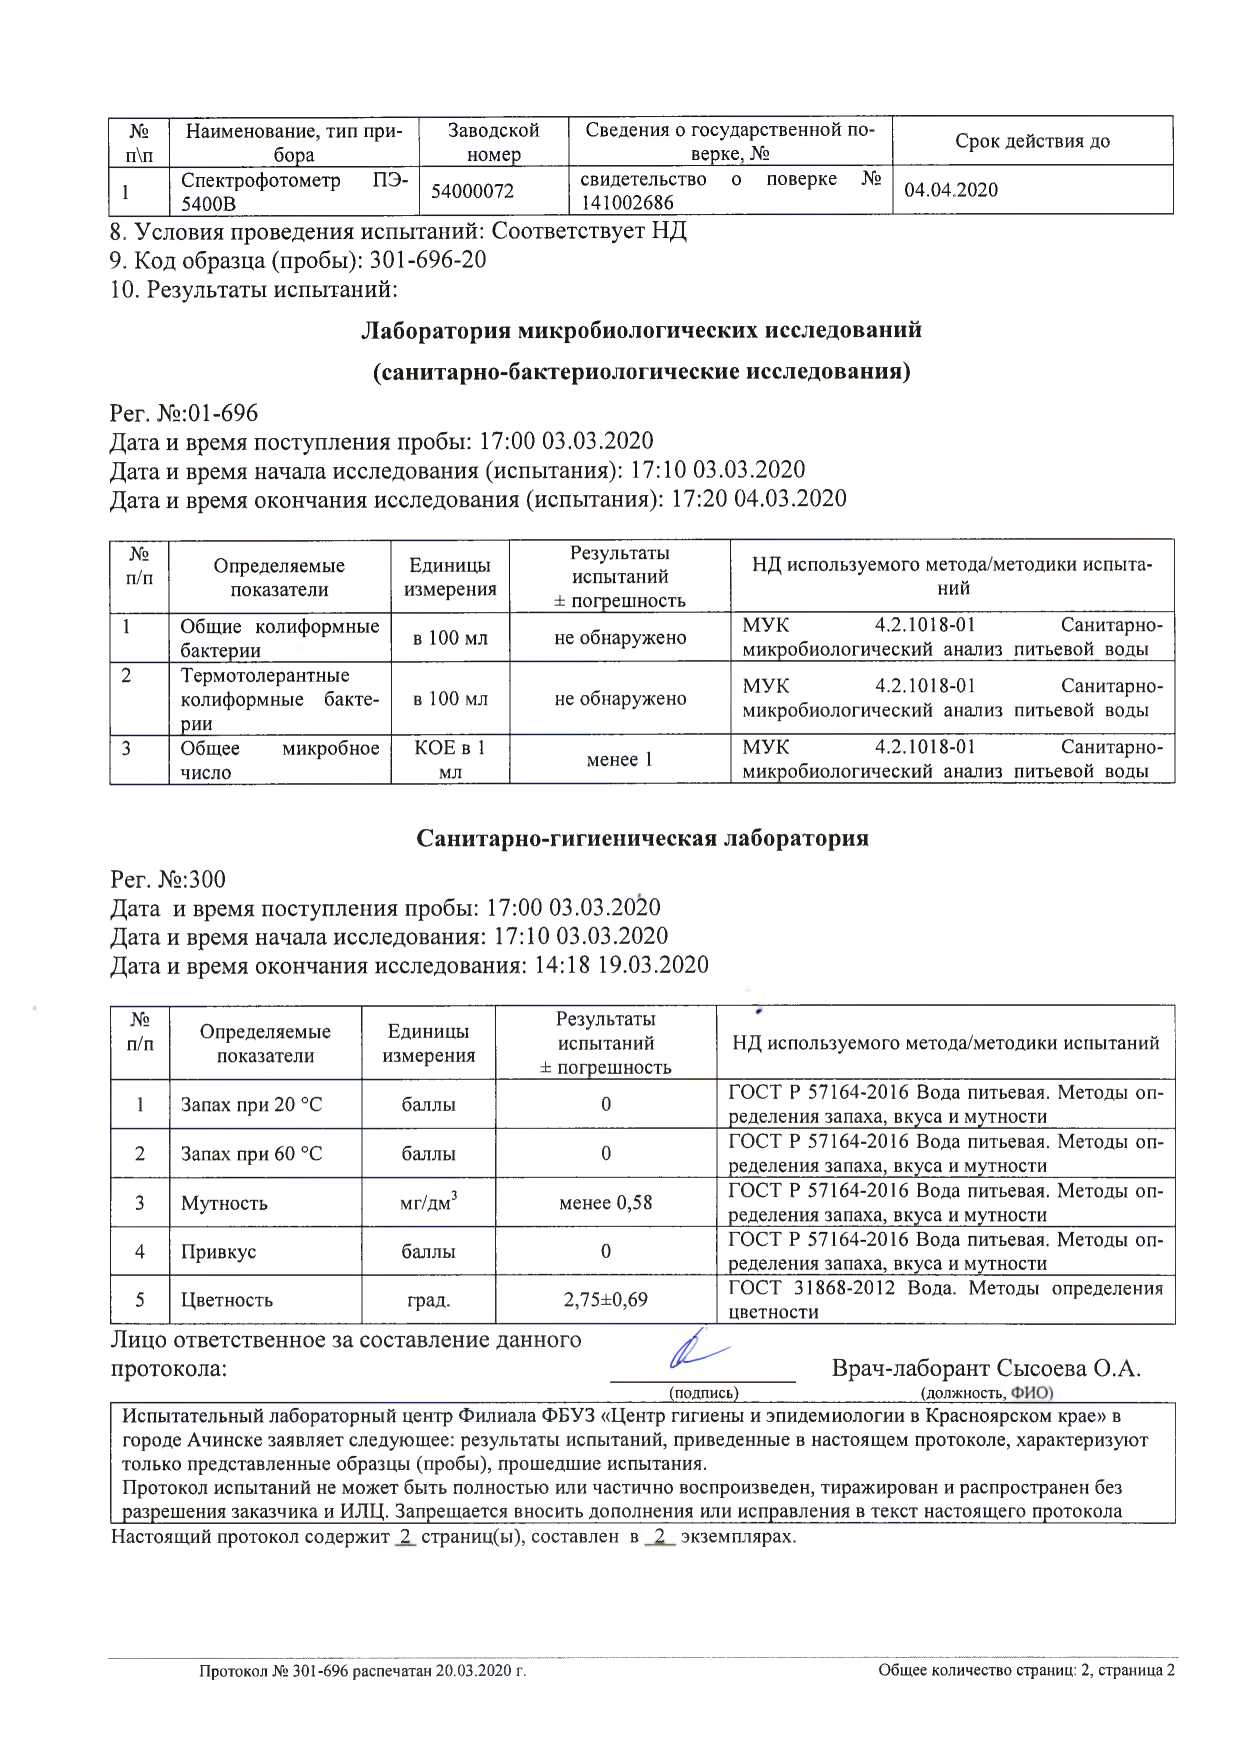 № п\п Наименование, тип при- Заводской Сведения о государственной по- Срок действия до
бора номер верке, №
1 Спектрофотометр ПЭ- 54000072 свидетельство о поверке № 04.04.2020
5400В 141002686
8. Условия проведения испытаний: Соответствует НД
9. Код образца (пробы): 301-696-20
10. Результаты испытаний:
Лаборатория микробиологических исследований
(санитарно-бактериологические исследования)
Рег. №:01-696
Дата и время поступления пробы: 17:00 03.03.2020
Дата и время начала исследования (испытания): 17:10 03.03.2020
Дата и время окончания исследования (испытания): 17:20 04.03.2020
№
п/п
Определяемые
показатели
Единицы
измерения
Результаты
испытаний
± погрешность
НД используемого метода/методики испыта-
ний
1
Общие колиформные
бактерии
в 100 мл
не обнаружено
МУК 4.2.1018-01 Санитарно-
микробиологический анализ питьевой воды
2
Термотолерантные
колиформные бакте-
рии
в 100 мл
не обнаружено
МУК 4.2.1018-01 Санитарно-
микробиологический анализ питьевой воды
3
Общее микробное
число
КОЕ в 1
мл
менее 1
МУК 4.2.1018-01 Санитарно-
микробиологический анализ питьевой воды
Санитарно-гигиеническая лаборатория
Рег. №:300
Дата и время поступления пробы: 17:00 03.03.2020
Дата и время начала исследования: 17:10 03.03.2020
Дата и время окончания исследования: 14:18 19.03.2020
№
п/п
Определяемые
показатели
Единицы
измерения
Результаты
испытаний
± погрешность
НД используемого метода/методики испытаний
1
Запах при 20 °С
баллы
0
ГОСТ Р 57164-2016 Вода питьевая. Методы оп-
ределения запаха, вкуса и мутности
2
Запах при 60 °С
баллы
0
ГОСТ Р 57164-2016 Вода питьевая. Методы оп-
ределения запаха, вкуса и мутности
3
Мутность
мг/дм³
менее 0,58
ГОСТ Р 57164-2016 Вода питьевая. Методы оп-
ределения запаха, вкуса и мутности
4
Привкус
баллы
0
ГОСТ Р 57164-2016 Вода питьевая. Методы оп-
ределения запаха, вкуса и мутности
5
Цветность
град.
2,75±0,69
ГОСТ 31868-2012 Вода. Методы определения
цветности
Лицо ответственное за составление данного
протокола: Врач-лаборант Сысоева О.А.
(подпись) (должность, ФИО)
Испытательный лабораторный центр Филиала ФБУЗ «Центр гигиены и эпидемиологии в Красноярском крае» в
городе Ачинске заявляет следующее: результаты испытаний, приведенные в настоящем протоколе, характеризуют
только представленные образцы (пробы), прошедшие испытания.
Протокол испытаний не может быть полностью или частично воспроизведен, тиражирован и распространен без
разрешения заказчика и ИЛЦ. Запрещается вносить дополнения или исправления в текст настоящего протокола
Настоящий протокол содержит 2 страниц(ы), составлен в 2 экземплярах.
Протокол № 301-696 распечатан 20.03.2020 г. Общее количество страниц: 2, страница 2